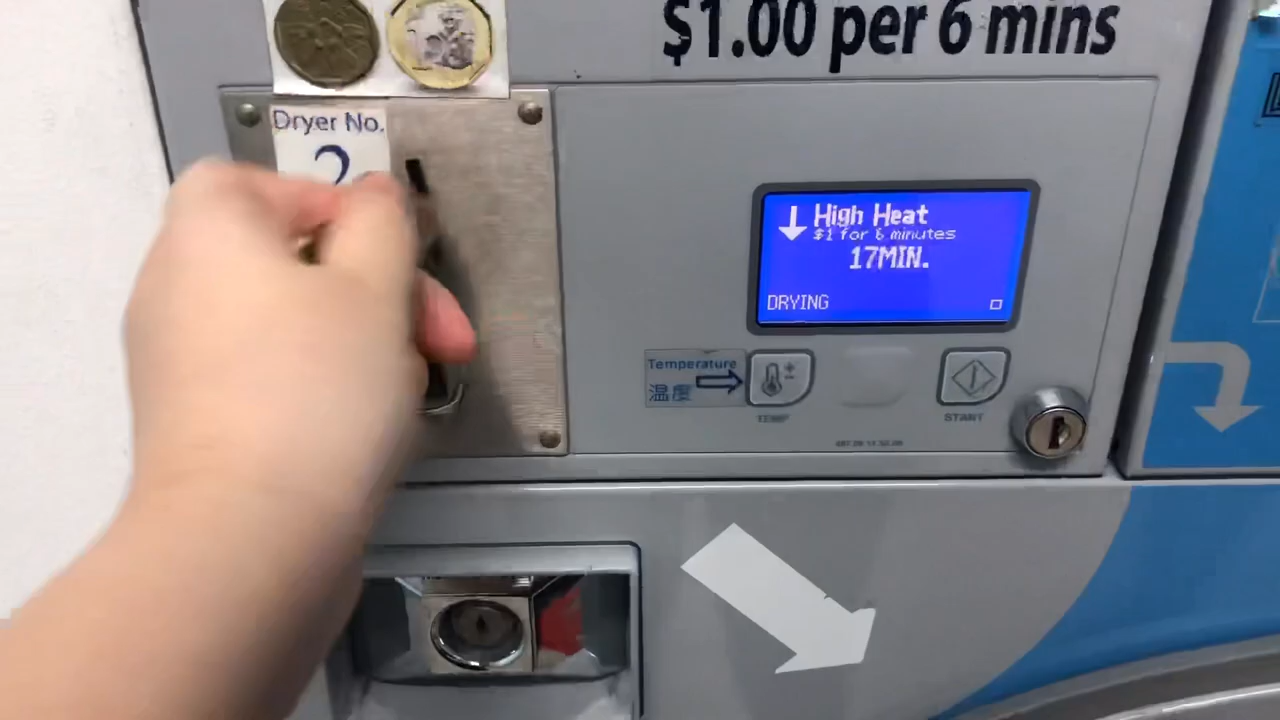 $1.00 per 6 mins
Dryer No.
2
High Heat
$1 for 6 minutes
17MIN.
DRYING
Temperature
温度
TEMP
START